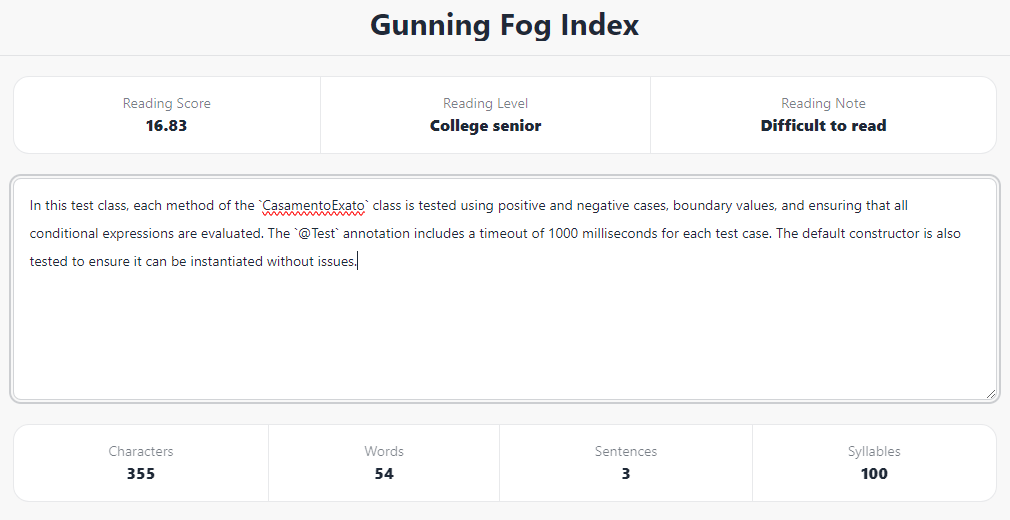 Gunning Fog Index
Reading Score
16.83
Reading Level
College senior
Reading Note
Difficult to read
In this test class, each method of the `CasamentoExato` class is tested using positive and negative cases, boundary values, and ensuring that all
conditional expressions are evaluated. The `@Test` annotation includes a timeout of 1000 milliseconds for each test case. The default constructor is also
tested to ensure it can be instantiated without issues.
Characters
355
Words
54
Sentences
3
Syllables
100